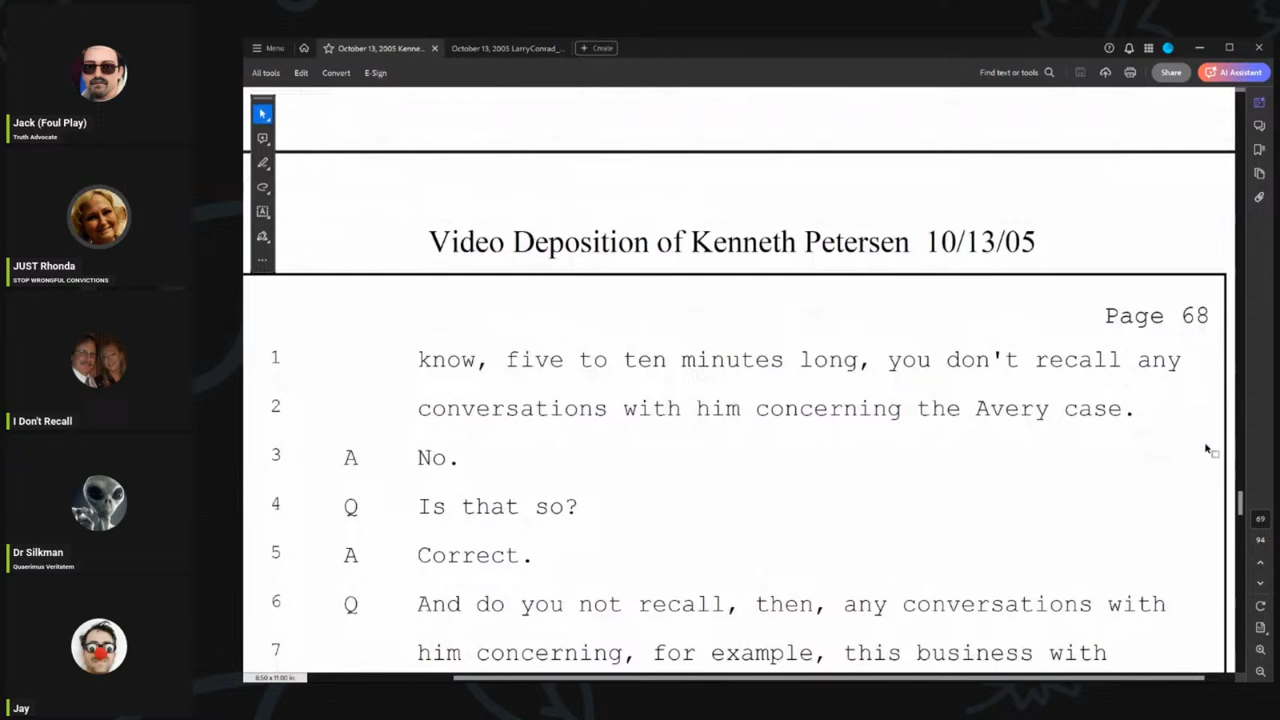 Jack (Foul Play)
Truth Advocate
JUST Rhonda
STOP WRONGFUL CONVICTIONS
I Don't Recall
Dr Silkman
Quaerimus Veritatem
Jay
Menu
October 13, 2005 Kenne...
October 13, 2005 LarryConrad_...
Create
All tools
Edit
Convert
E-Sign
Find text or tools
Share
AI Assistant
Video Deposition of Kenneth Petersen 10/13/05
Page 68
1 know, five to ten minutes long, you don't recall any
2 conversations with him concerning the Avery case.
3 A No.
4 Q Is that so?
5 A Correct.
6 Q And do you not recall, then, any conversations with
7 him concerning, for example, this business with
8.50 x 11.00 in
69
94